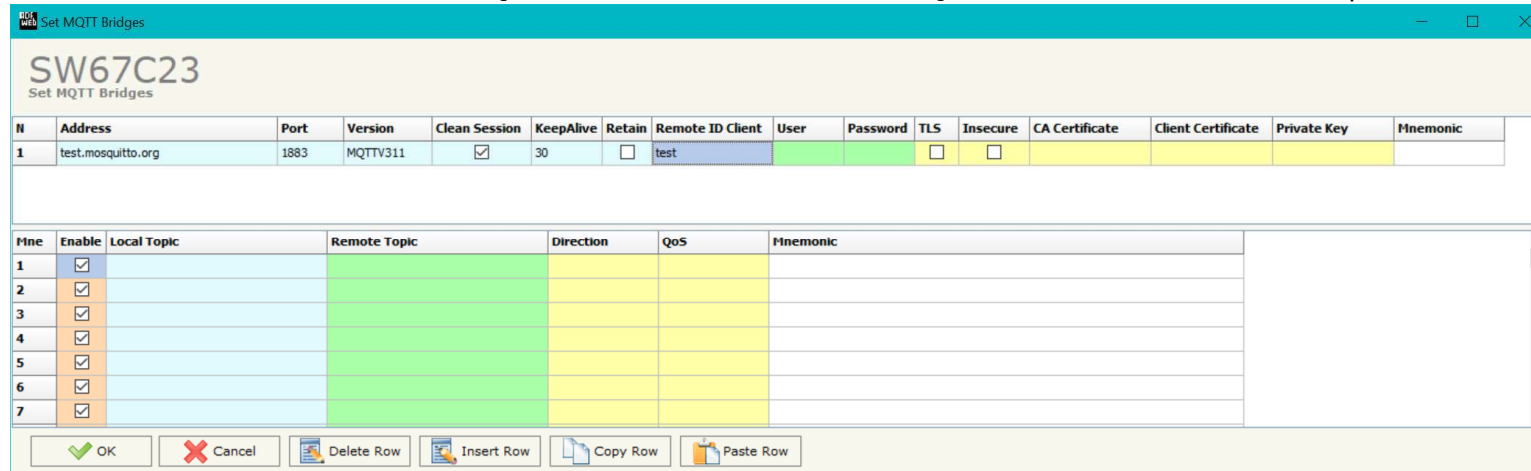 Set MQTT Bridges
SW67C23
Set MQTT Bridges
N Address Port Version Clean Session KeepAlive Retain Remote ID Client User Password TLS Insecure CA Certificate Client Certificate Private Key Mnemonic
1 test.mosquitto.org 1883 MQTTV311 30 test
Mne Enable Local Topic Remote Topic Direction QoS Mnemonic
1
2
3
4
5
6
7
OK Cancel Delete Row Insert Row Copy Row Paste Row